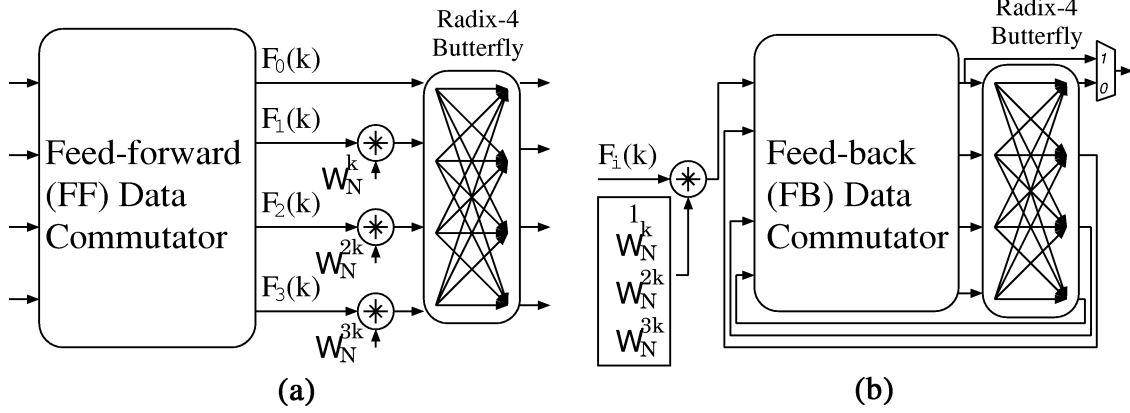 Radix-4
Butterfly
F0(k)
F1(k)
W_N^k
F2(k)
W_N^2k
F3(k)
W_N^3k
Feed-forward
(FF) Data
Commutator
(a)
Radix-4
Butterfly
1
0
Fi(k)
1
W_N^k
W_N^2k
W_N^3k
Feed-back
(FB) Data
Commutator
(b)